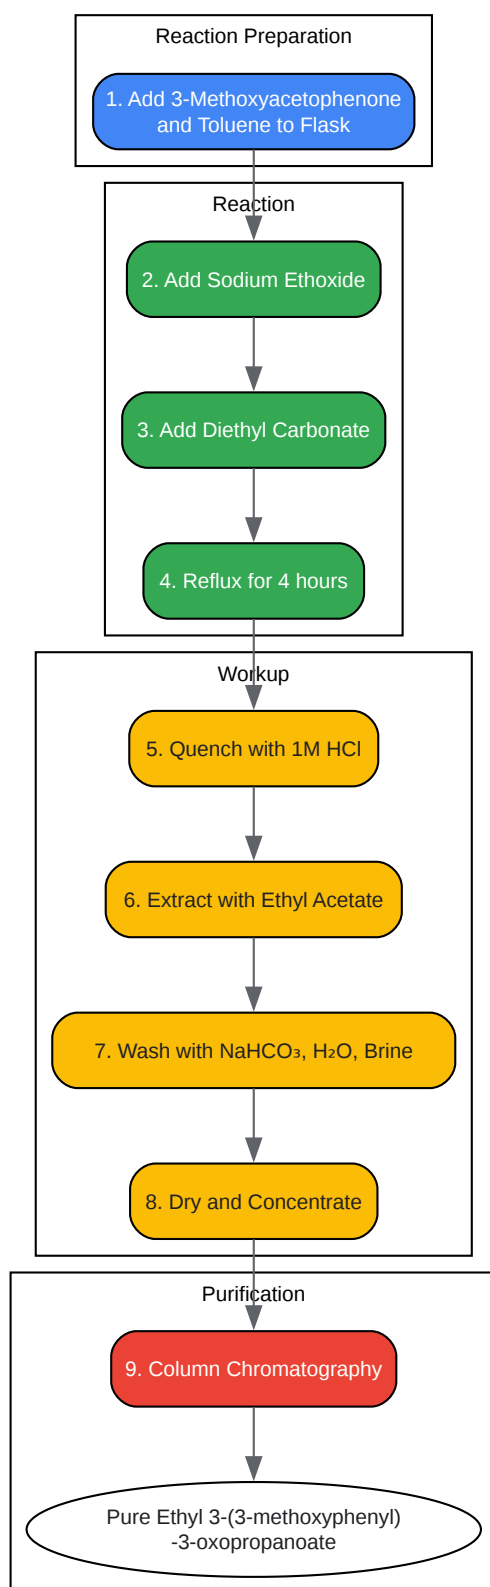 Reaction Preparation
1. Add 3-Methoxyacetophenone
and Toluene to Flask
Reaction
2. Add Sodium Ethoxide
3. Add Diethyl Carbonate
4. Reflux for 4 hours
Workup
5. Quench with 1M HCl
6. Extract with Ethyl Acetate
7. Wash with NaHCO₃, H₂O, Brine
8. Dry and Concentrate
Purification
9. Column Chromatography
Pure Ethyl 3-(3-methoxyphenyl)
-3-oxopropanoate